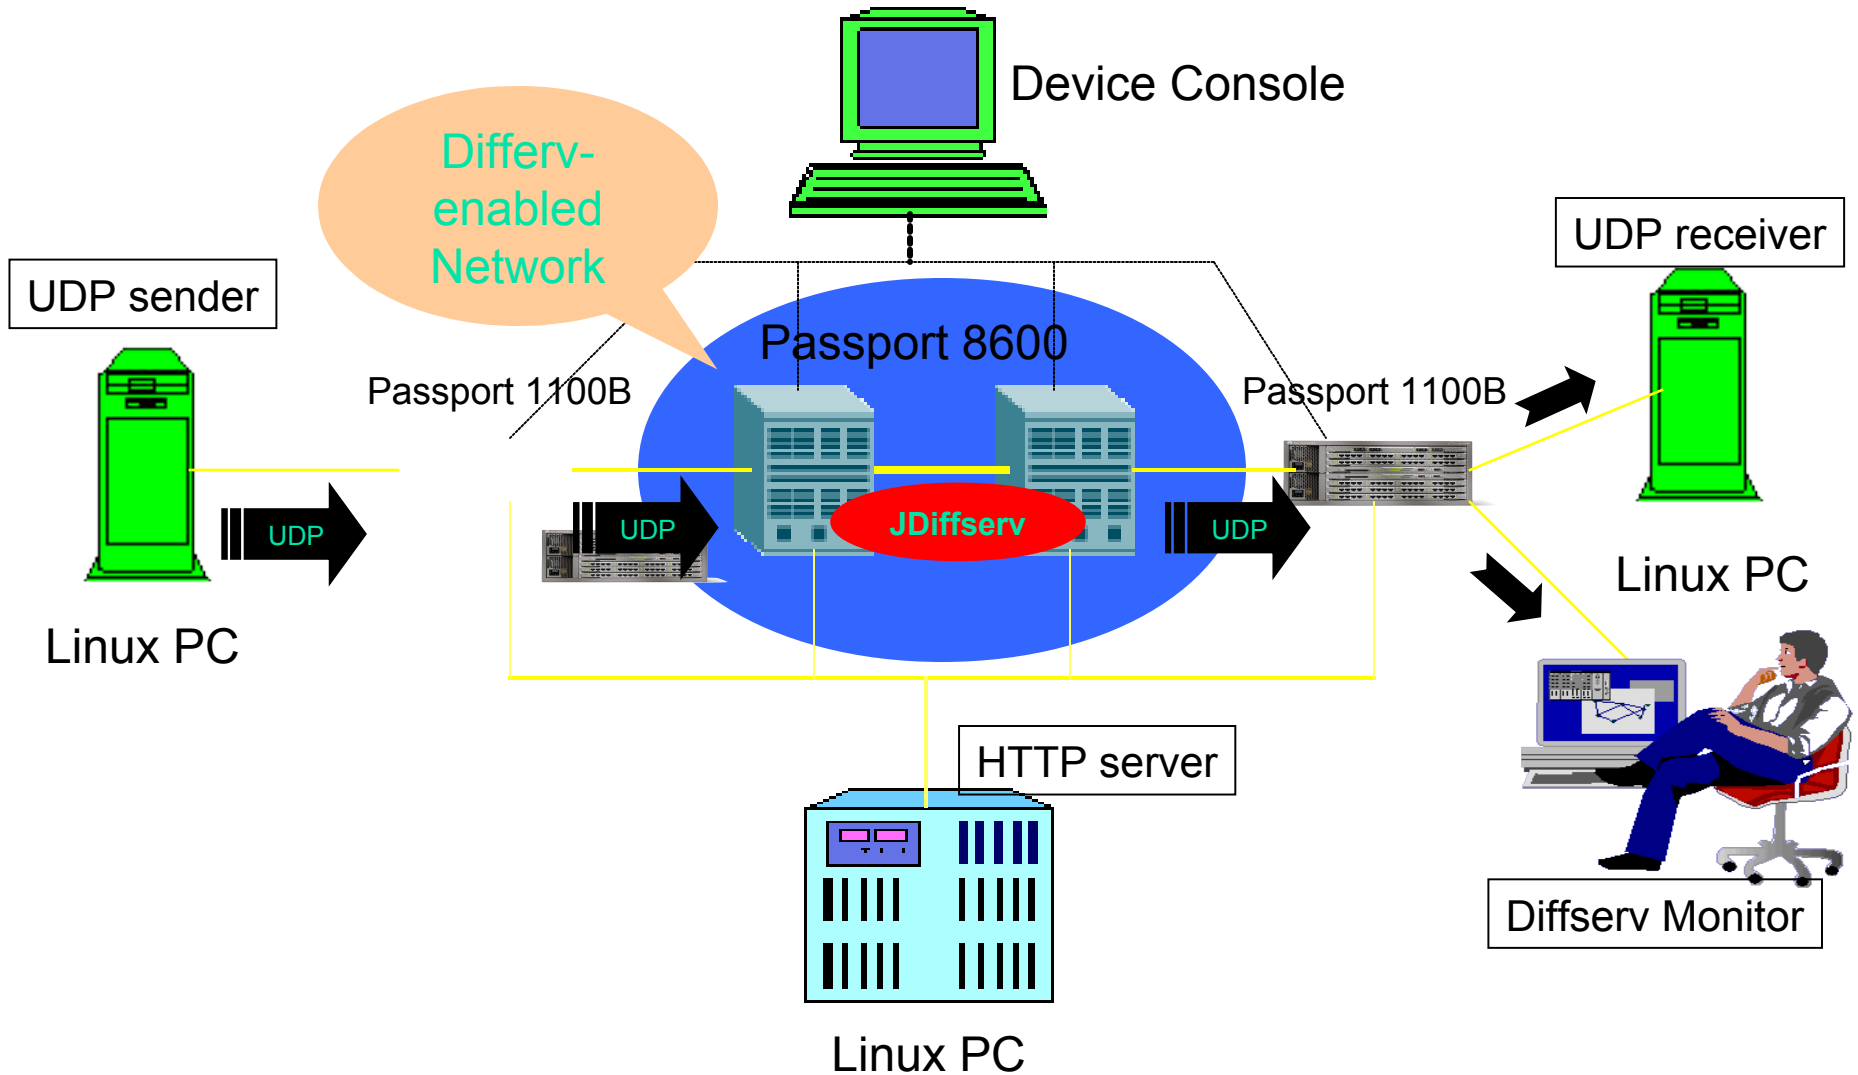 Device Console
Differv-
enabled
Network
UDP receiver
UDP sender
Passport 8600
Passport 1100B
Passport 1100B
JDiffserv
UDP
UDP
UDP
Linux PC
Linux PC
HTTP server
Diffserv Monitor
Linux PC